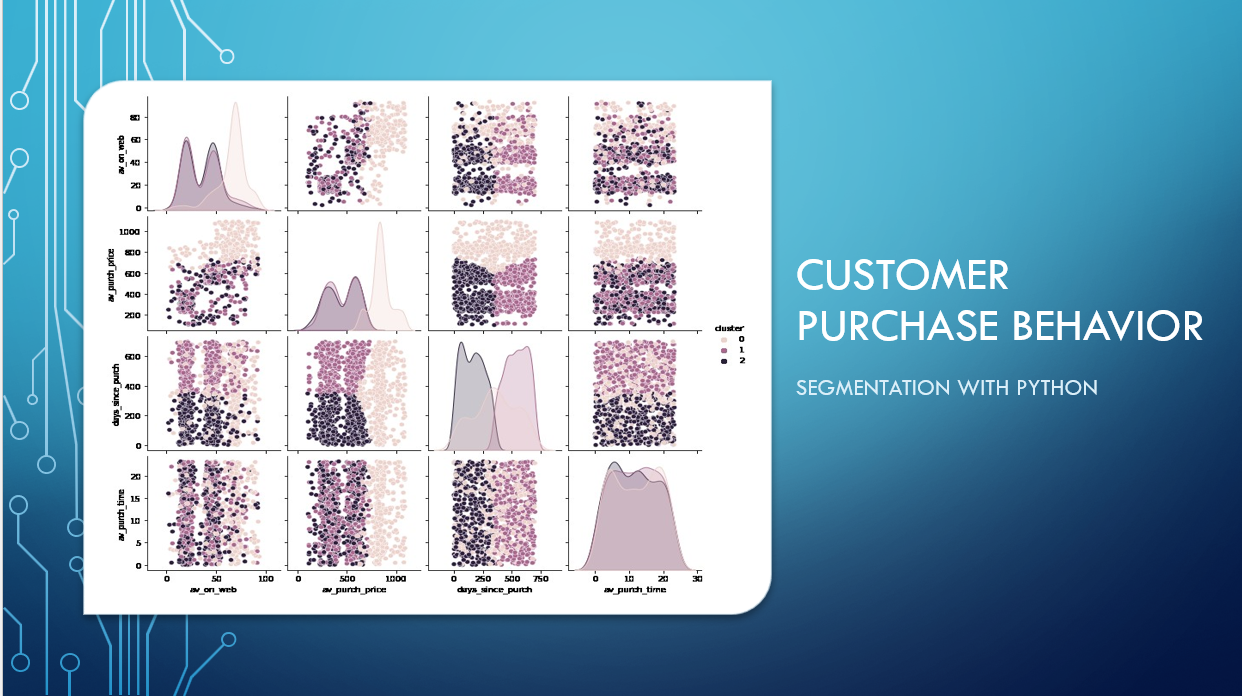 80
60
40
20
0
av_on_web
1000
800
600
400
200
av_purch_price
600
400
200
0
days_since_purch
20
15
10
5
0
av_purch_time
0 50 100
av_on_web
0 500 1000
av_purch_price
0 250 500 750
days_since_purch
0 10 20 30
av_purch_time
cluster
0
1
2
CUSTOMER
PURCHASE BEHAVIOR
SEGMENTATION WITH PYTHON